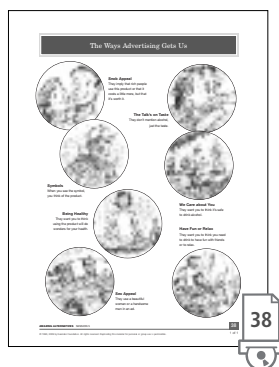 The Ways Advertising Gets Us
Snob Appeal
They imply that rich people
use this product or that it
costs a little more, but that
it's worth it.
The Talk's on Taste
They don't mention alcohol,
just the taste.
Symbols
When you see the symbol,
you think of the product.
Being Healthy
They want you to think
using the product will do
wonders for your health.
We Care about You
They want you to think it's safe
to drink alcohol.
Have Fun or Relax
They want you to think you need
to drink to have fun with friends
or to relax.
Sex Appeal
They use a beautiful
woman or a handsome
man in an ad.
38
38